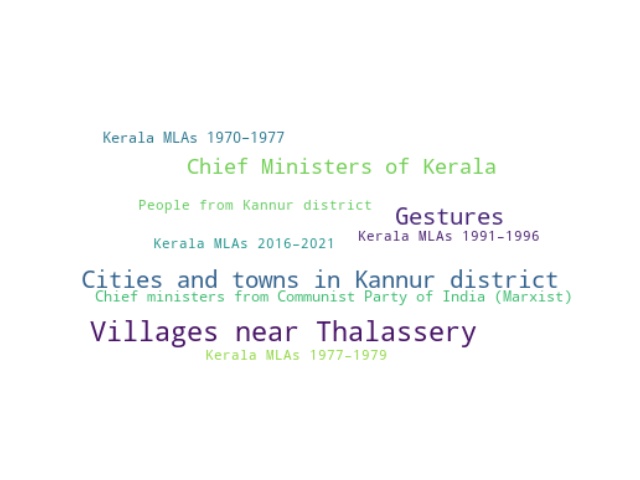 Kerala MLAs 1970–1977
Chief Ministers of Kerala
People from Kannur district
Gestures
Kerala MLAs 1991–1996
Kerala MLAs 2016–2021
Cities and towns in Kannur district
Chief ministers from Communist Party of India (Marxist)
Villages near Thalassery
Kerala MLAs 1977–1979